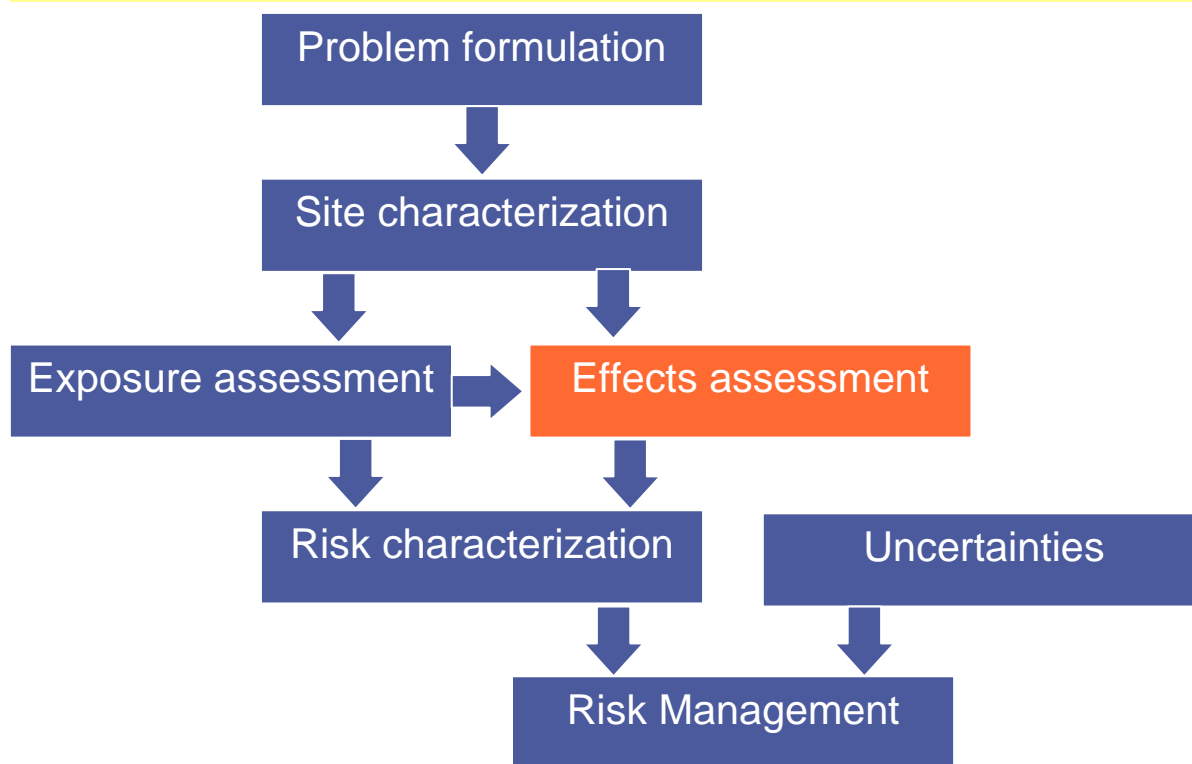 Problem formulation
Site characterization
Exposure assessment
Effects assessment
Risk characterization
Uncertainties
Risk Management